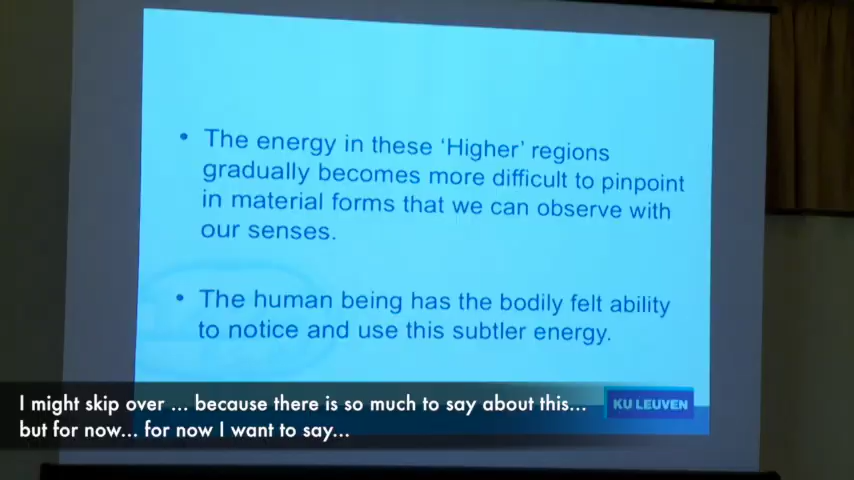 • The energy in these ‘Higher’ regions
gradually becomes more difficult to pinpoint
in material forms that we can observe with
our senses.
• The human being has the bodily felt ability
to notice and use this subtler energy.
I might skip over ... because there is so much to say about this...
but for now... for now I want to say...
KU LEUVEN